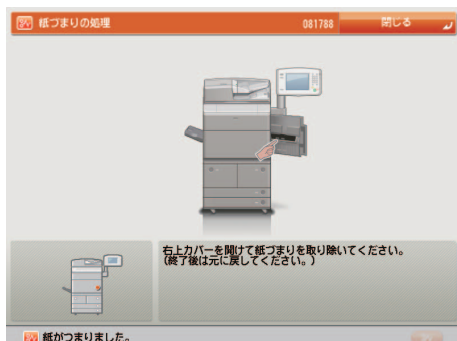 紙づまりの処理
081788
閉じる
右上カバーを開けて紙づまりを取り除いてください。
(終了後は元に戻してください。)
紙がつまりました。